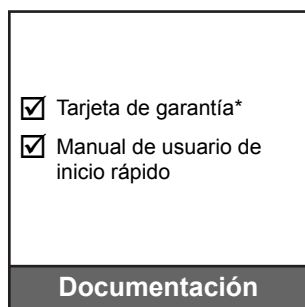 ☑ Tarjeta de garantía*
☑ Manual de usuario de
inicio rápido
Documentación